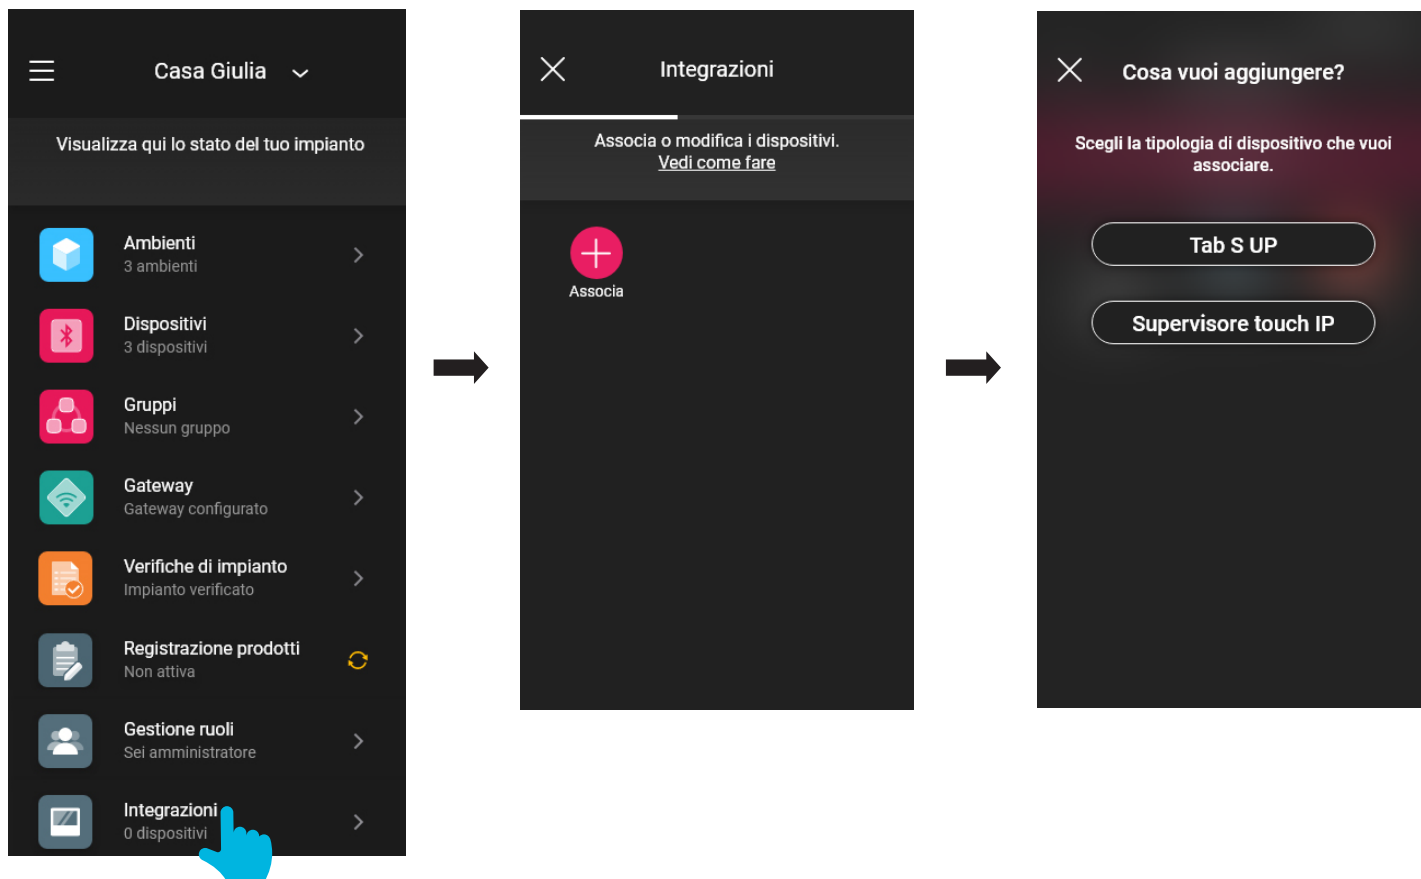 Casa Giulia
Visualizza qui lo stato del tuo impianto
Ambienti
3 ambienti
Dispositivi
3 dispositivi
Gruppi
Nessun gruppo
Gateway
Gateway configurato
Verifiche di impianto
Impianto verificato
Registrazione prodotti
Non attiva
Gestione ruoli
Sei amministratore
Integrazioni
0 dispositivi
Integrazioni
Associa o modifica i dispositivi.
Vedi come fare
Associa
Cosa vuoi aggiungere?
Scegli la tipologia di dispositivo che vuoi
associare.
Tab S UP
Supervisore touch IP